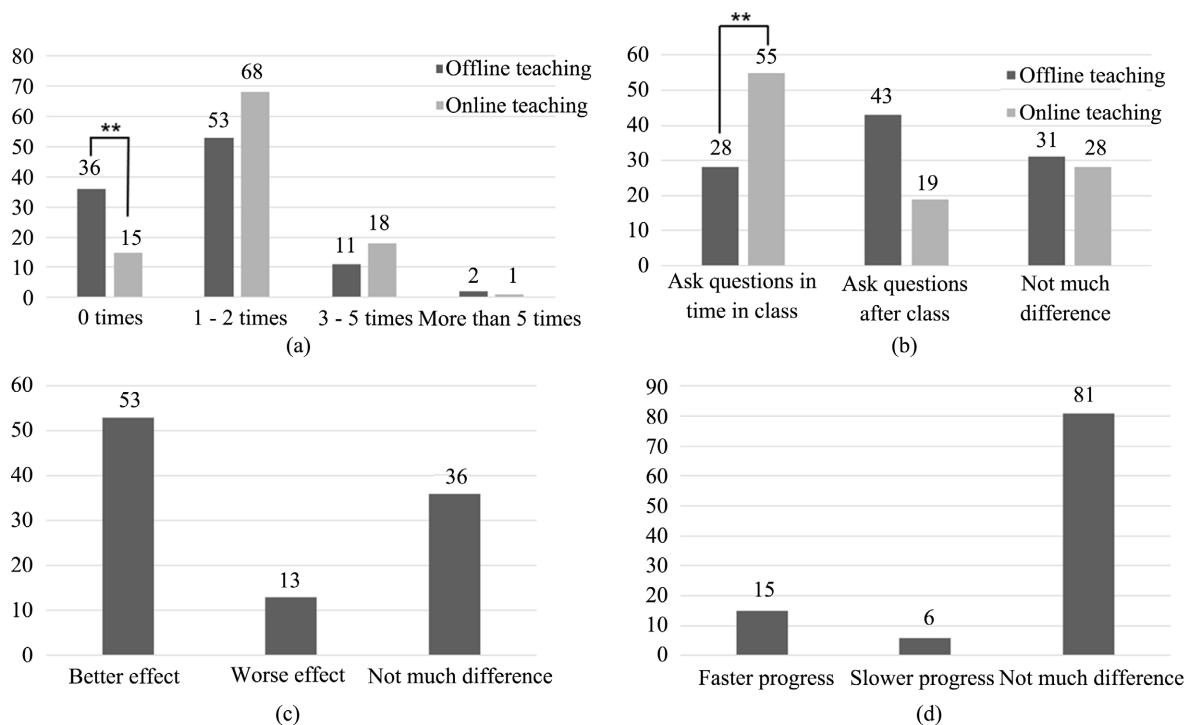 **
80
70
60
50
40
30
20
10
0
Offline teaching
Online teaching
36
15
53
68
11
18
2
1
0 times
1 - 2 times
3 - 5 times
More than 5 times
(a)
**
60
50
40
30
20
10
0
Offline teaching
Online teaching
28
55
43
19
31
28
Ask questions in
time in class
Ask questions
after class
Not much
difference
(b)
60
50
40
30
20
10
0
53
13
36
Better effect
Worse effect
Not much difference
(c)
90
80
70
60
50
40
30
20
10
0
15
6
81
Faster progress
Slower progress
Not much difference
(d)